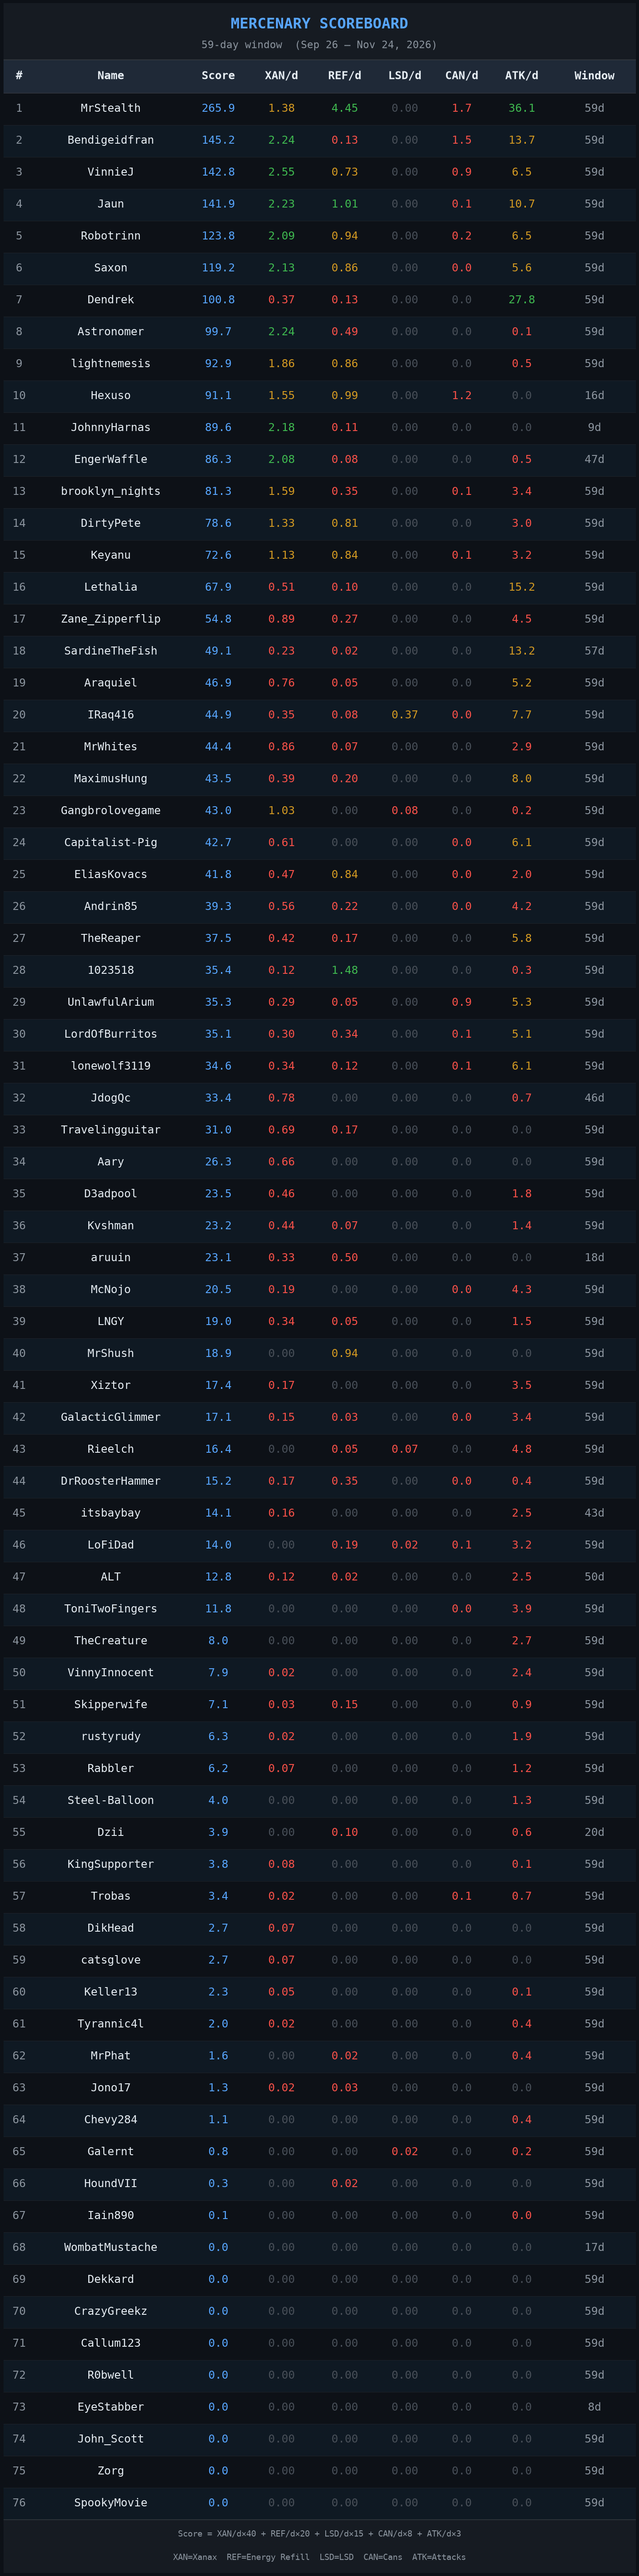 MERCENARY SCOREBOARD
59-day window (Sep 26 – Nov 24, 2026)
# Name Score XAN/d REF/d LSD/d CAN/d ATK/d Window
1 MrStealth 265.9 1.38 4.45 0.00 1.7 36.1 59d
2 Bendigeidfran 145.2 2.24 0.13 0.00 1.5 13.7 59d
3 VinnieJ 142.8 2.55 0.73 0.00 0.9 6.5 59d
4 Jaun 141.9 2.23 1.01 0.00 0.1 10.7 59d
5 Robotrinn 123.8 2.09 0.94 0.00 0.2 6.5 59d
6 Saxon 119.2 2.13 0.86 0.00 0.0 5.6 59d
7 Dendrek 100.8 0.37 0.13 0.00 0.0 27.8 59d
8 Astronomer 99.7 2.24 0.49 0.00 0.0 0.1 59d
9 lightnemesis 92.9 1.86 0.86 0.00 0.0 0.5 59d
10 Hexuso 91.1 1.55 0.99 0.00 1.2 0.0 16d
11 JohnnyHarnas 89.6 2.18 0.11 0.00 0.0 0.0 9d
12 EngerWaffle 86.3 2.08 0.08 0.00 0.0 0.5 47d
13 brooklyn_nights 81.3 1.59 0.35 0.00 0.1 3.4 59d
14 DirtyPete 78.6 1.33 0.81 0.00 0.0 3.0 59d
15 Keyanu 72.6 1.13 0.84 0.00 0.1 3.2 59d
16 Lethalia 67.9 0.51 0.10 0.00 0.0 15.2 59d
17 Zane_Zipperflip 54.8 0.89 0.27 0.00 0.0 4.5 59d
18 SardineTheFish 49.1 0.23 0.02 0.00 0.0 13.2 57d
19 Araquiel 46.9 0.76 0.05 0.00 0.0 5.2 59d
20 IRaq416 44.9 0.35 0.08 0.37 0.0 7.7 59d
21 MrWhites 44.4 0.86 0.07 0.00 0.0 2.9 59d
22 MaximusHung 43.5 0.39 0.20 0.00 0.0 8.0 59d
23 Gangbrolovegame 43.0 1.03 0.00 0.08 0.0 0.2 59d
24 Capitalist-Pig 42.7 0.61 0.00 0.00 0.0 6.1 59d
25 EliasKovacs 41.8 0.47 0.84 0.00 0.0 2.0 59d
26 Andrin85 39.3 0.56 0.22 0.00 0.0 4.2 59d
27 TheReaper 37.5 0.42 0.17 0.00 0.0 5.8 59d
28 1023518 35.4 0.12 1.48 0.00 0.0 0.3 59d
29 UnlawfulArium 35.3 0.29 0.05 0.00 0.9 5.3 59d
30 LordOfBurritos 35.1 0.30 0.34 0.00 0.1 5.1 59d
31 lonewolf3119 34.6 0.34 0.12 0.00 0.1 6.1 59d
32 JdogQc 33.4 0.78 0.00 0.00 0.0 0.7 46d
33 Travelingguitar 31.0 0.69 0.17 0.00 0.0 0.0 59d
34 Aary 26.3 0.66 0.00 0.00 0.0 0.0 59d
35 D3adpool 23.5 0.46 0.00 0.00 0.0 1.8 59d
36 Kvshman 23.2 0.44 0.07 0.00 0.0 1.4 59d
37 aruuin 23.1 0.33 0.50 0.00 0.0 0.0 18d
38 McNojo 20.5 0.19 0.00 0.00 0.0 4.3 59d
39 LNGY 19.0 0.34 0.05 0.00 0.0 1.5 59d
40 MrShush 18.9 0.00 0.94 0.00 0.0 0.0 59d
41 Xiztor 17.4 0.17 0.00 0.00 0.0 3.5 59d
42 GalacticGlimmer 17.1 0.15 0.03 0.00 0.0 3.4 59d
43 Rieelch 16.4 0.00 0.05 0.07 0.0 4.8 59d
44 DrRoosterHammer 15.2 0.17 0.35 0.00 0.0 0.4 59d
45 itsbaybay 14.1 0.16 0.00 0.00 0.0 2.5 43d
46 LoFiDad 14.0 0.00 0.19 0.02 0.1 3.2 59d
47 ALT 12.8 0.12 0.02 0.00 0.0 2.5 50d
48 ToniTwoFingers 11.8 0.00 0.00 0.00 0.0 3.9 59d
49 TheCreature 8.0 0.00 0.00 0.00 0.0 2.7 59d
50 VinnyInnocent 7.9 0.02 0.00 0.00 0.0 2.4 59d
51 Skipperwife 7.1 0.03 0.15 0.00 0.0 0.9 59d
52 rustyrudy 6.3 0.02 0.00 0.00 0.0 1.9 59d
53 Rabbler 6.2 0.07 0.00 0.00 0.0 1.2 59d
54 Steel-Balloon 4.0 0.00 0.00 0.00 0.0 1.3 59d
55 Dzii 3.9 0.00 0.10 0.00 0.0 0.6 20d
56 KingSupporter 3.8 0.08 0.00 0.00 0.0 0.1 59d
57 Trobas 3.4 0.02 0.00 0.00 0.1 0.7 59d
58 DikHead 2.7 0.07 0.00 0.00 0.0 0.0 59d
59 catsglove 2.7 0.07 0.00 0.00 0.0 0.0 59d
60 Keller13 2.3 0.05 0.00 0.00 0.0 0.1 59d
61 Tyrannic4l 2.0 0.02 0.00 0.00 0.0 0.4 59d
62 MrPhat 1.6 0.00 0.02 0.00 0.0 0.4 59d
63 Jono17 1.3 0.02 0.03 0.00 0.0 0.0 59d
64 Chevy284 1.1 0.00 0.00 0.00 0.0 0.4 59d
65 Galernt 0.8 0.00 0.00 0.02 0.0 0.2 59d
66 HoundVII 0.3 0.00 0.02 0.00 0.0 0.0 59d
67 Iain890 0.1 0.00 0.00 0.00 0.0 0.0 59d
68 WombatMustache 0.0 0.00 0.00 0.00 0.0 0.0 17d
69 Dekkard 0.0 0.00 0.00 0.00 0.0 0.0 59d
70 CrazyGreekz 0.0 0.00 0.00 0.00 0.0 0.0 59d
71 Callum123 0.0 0.00 0.00 0.00 0.0 0.0 59d
72 R0bwell 0.0 0.00 0.00 0.00 0.0 0.0 59d
73 EyeStabber 0.0 0.00 0.00 0.00 0.0 0.0 8d
74 John_Scott 0.0 0.00 0.00 0.00 0.0 0.0 59d
75 Zorg 0.0 0.00 0.00 0.00 0.0 0.0 59d
76 SpookyMovie 0.0 0.00 0.00 0.00 0.0 0.0 59d
Score = XAN/d×40 + REF/d×20 + LSD/d×15 + CAN/d×8 + ATK/d×3
XAN=Xanax REF=Energy Refill LSD=LSD CAN=Cans ATK=Attacks